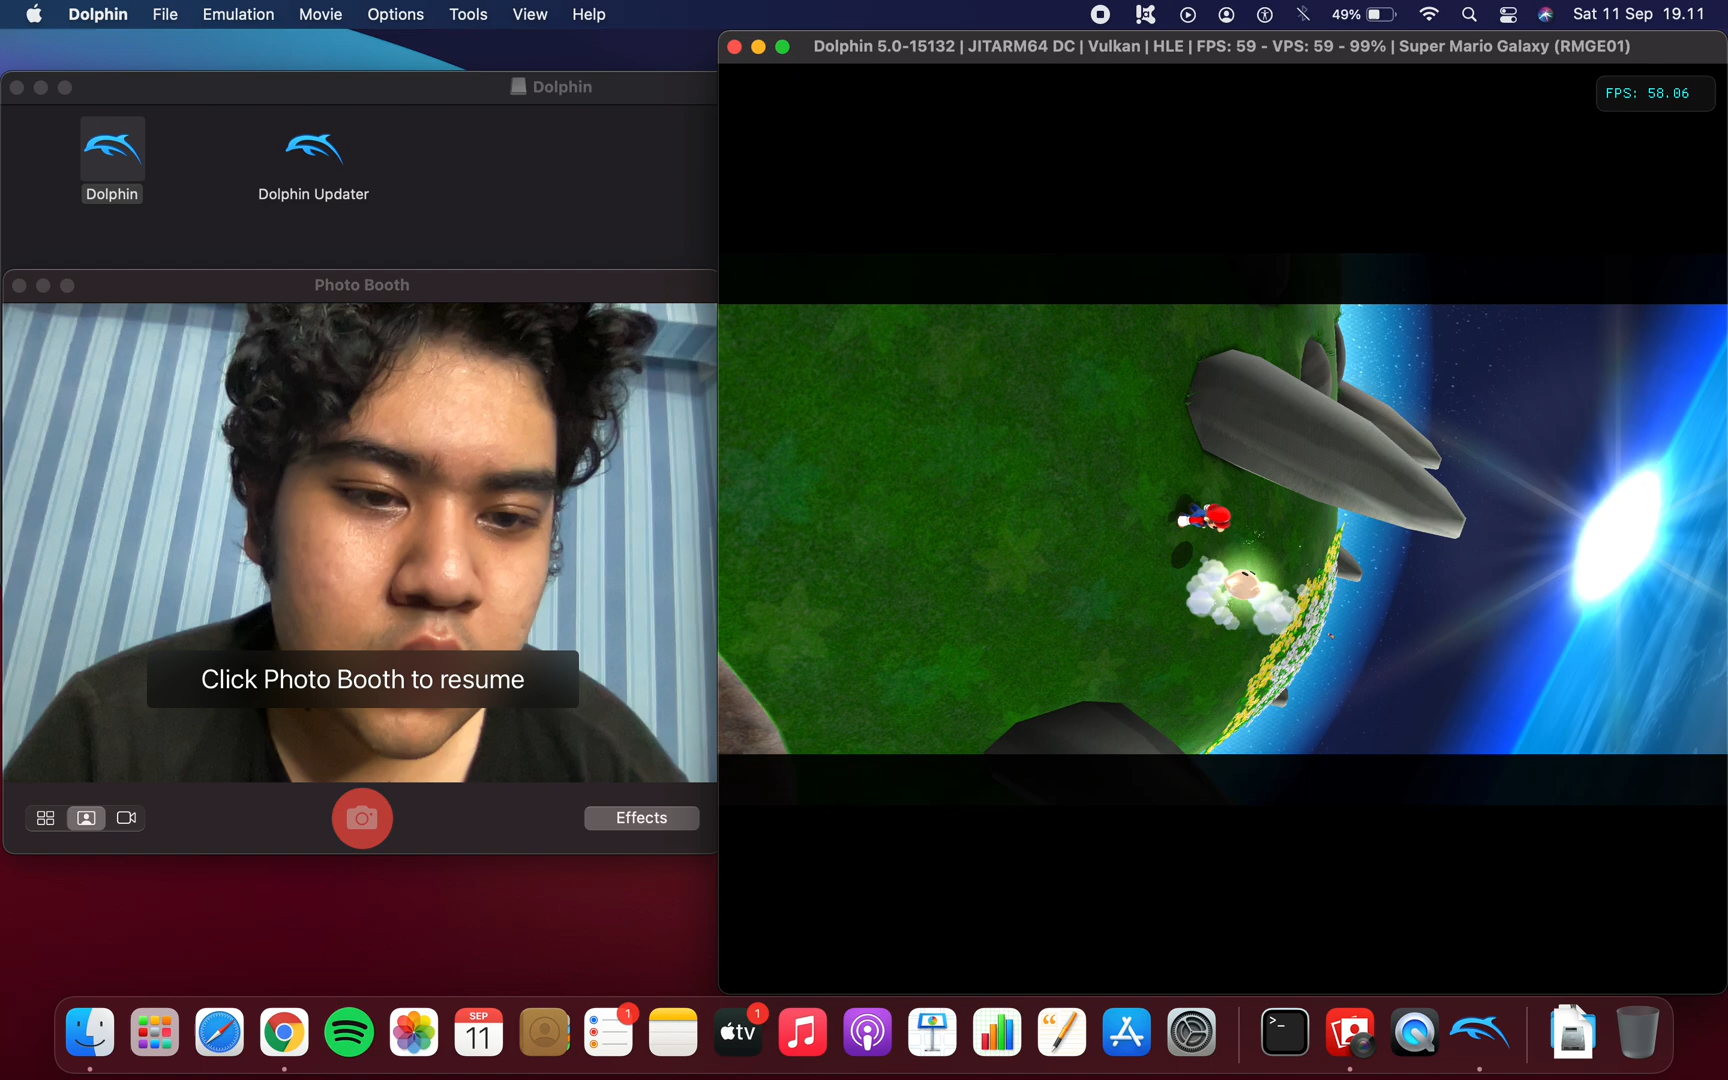 Dolphin File Emulation Movie Options Tools View Help 49% Sat 11 Sep 19.11
Dolphin 5.0-15132 | JITARM64 DC | Vulkan | HLE | FPS: 59 - VPS: 59 - 99% | Super Mario Galaxy (RMGE01)
FPS: 58.06
Dolphin
Dolphin
Dolphin Updater
Photo Booth
Click Photo Booth to resume
Effects
SEP
11
1
tv
1
>_